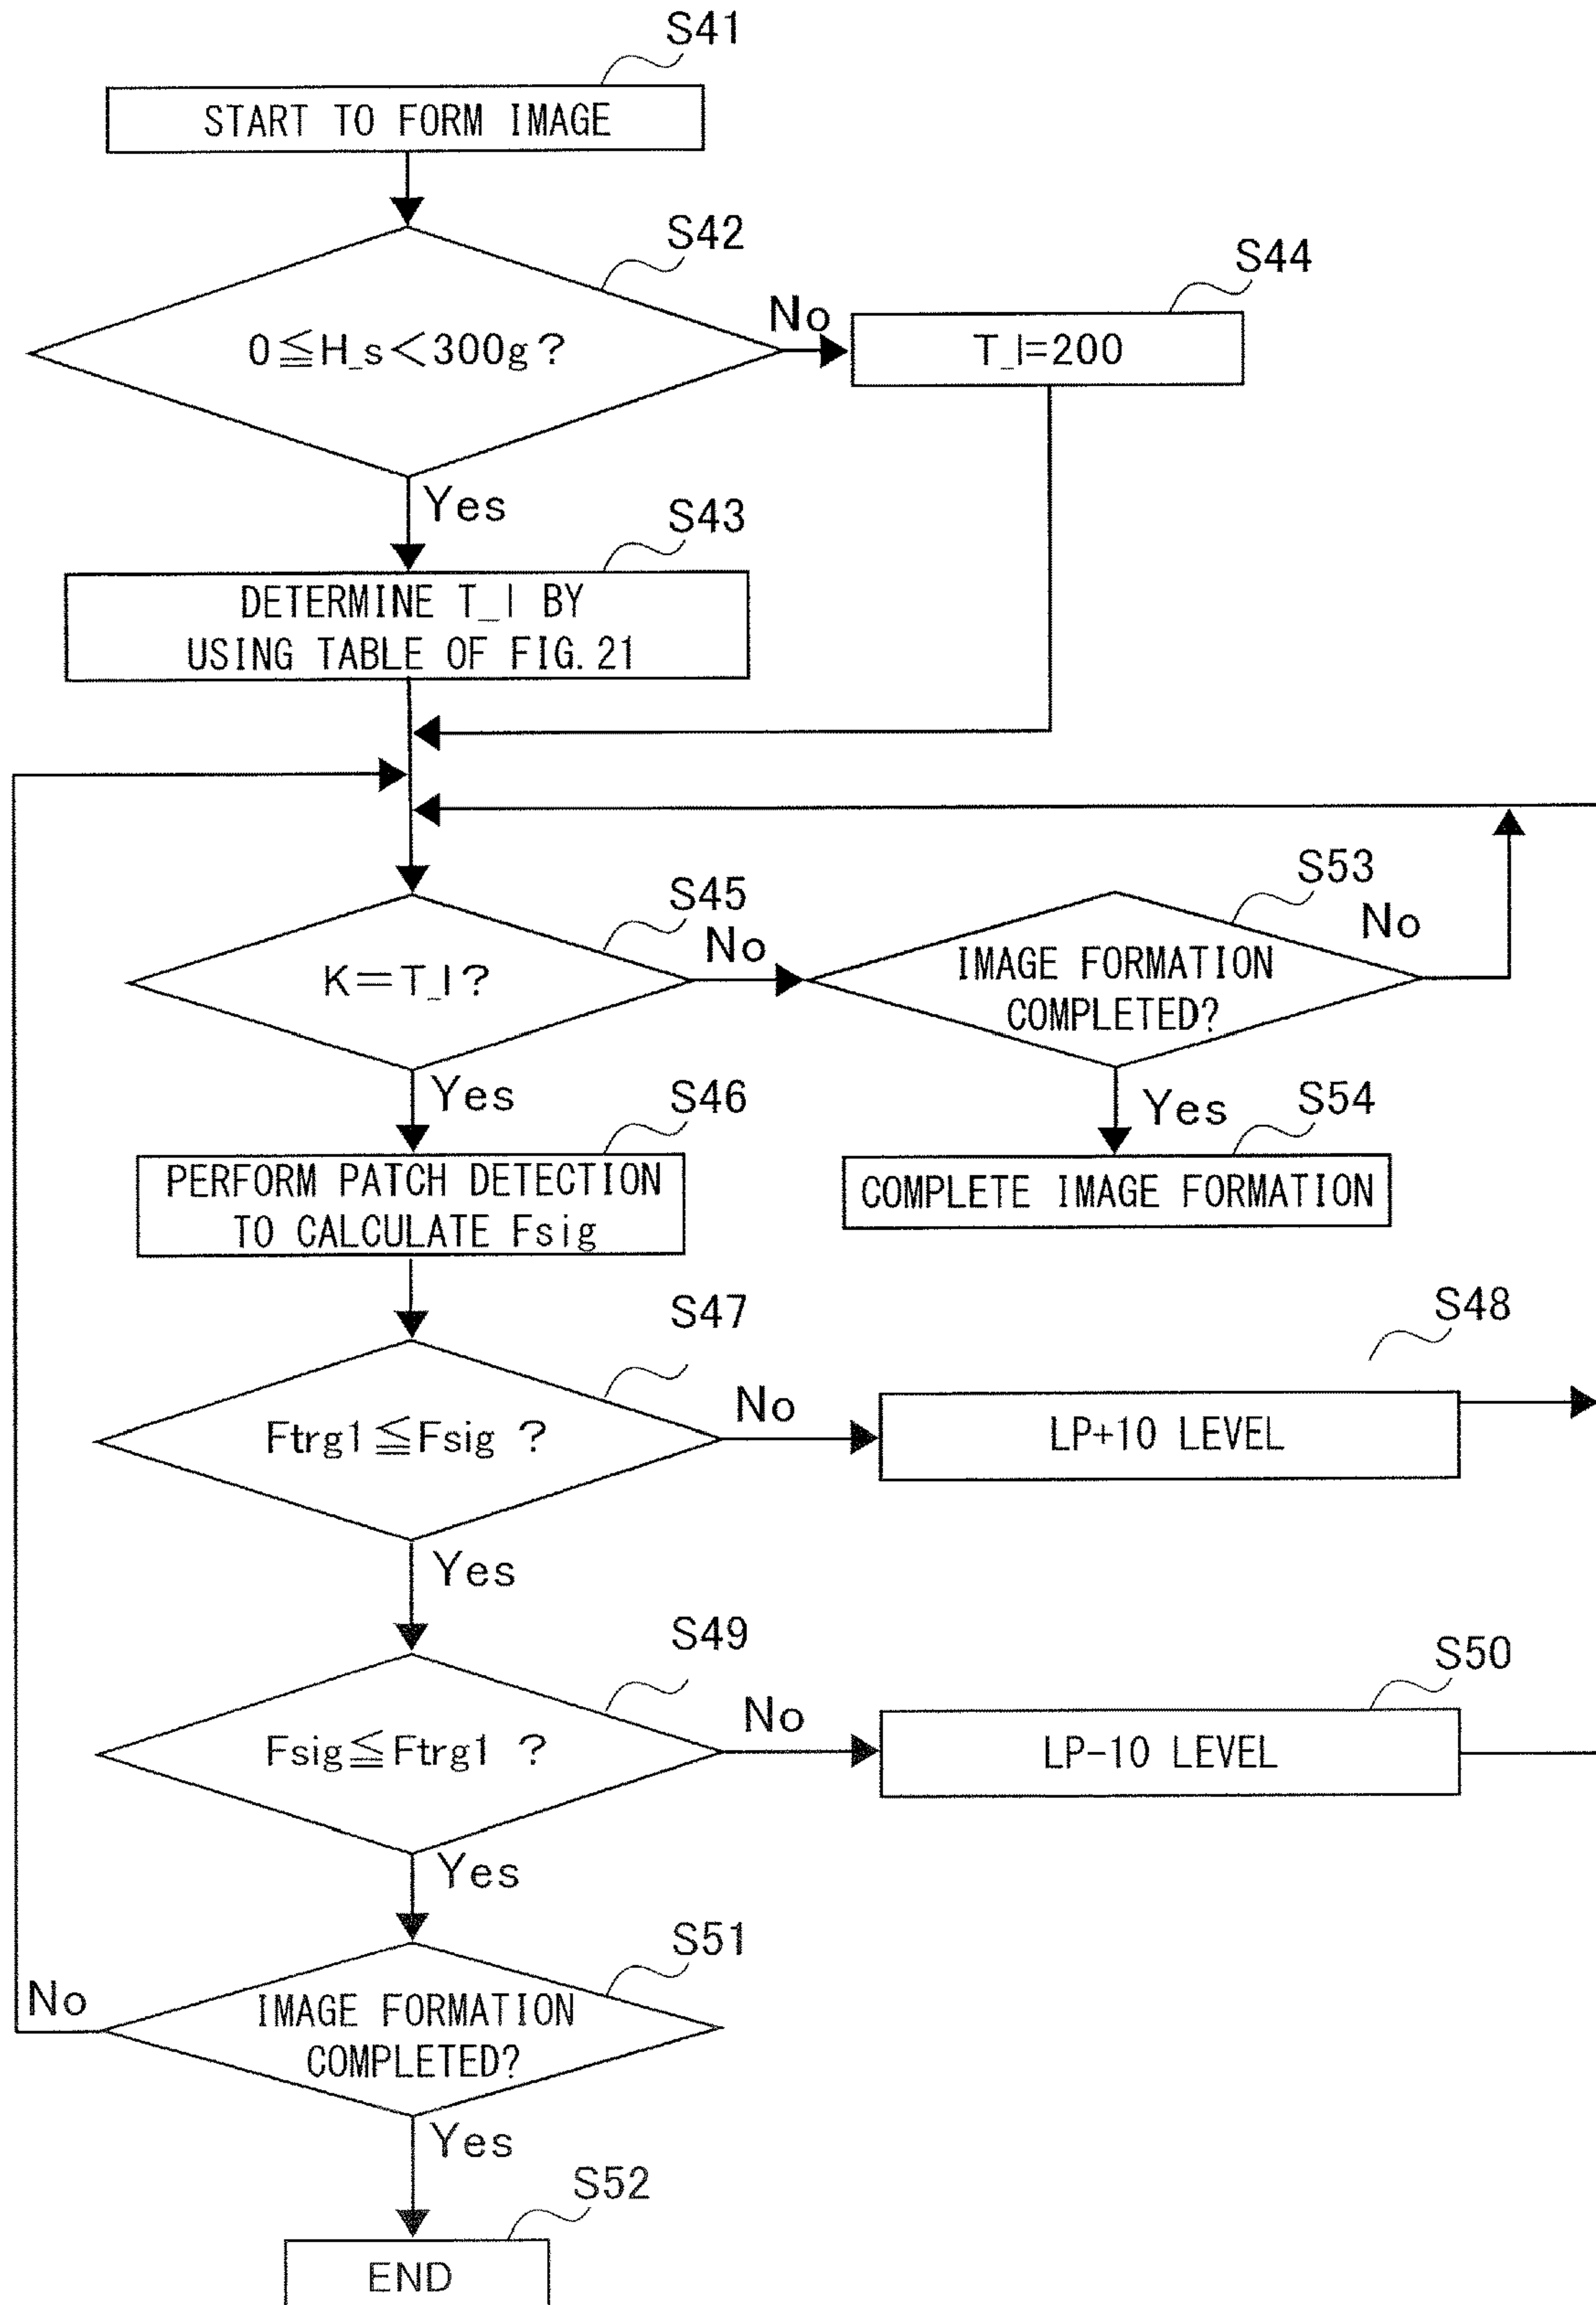 S41
START TO FORM IMAGE
S42
0≦H_s<300g?
No
S44
T_I=200
Yes
S43
DETERMINE T_I BY
USING TABLE OF FIG.21
S45
K=T_I?
No
S53
IMAGE FORMATION
COMPLETED?
No
Yes
S46
PERFORM PATCH DETECTION
TO CALCULATE Fsig
Yes
S54
COMPLETE IMAGE FORMATION
S47
Ftrg1≦Fsig ?
No
S48
LP+10 LEVEL
Yes
S49
Fsig≦Ftrg1 ?
No
S50
LP-10 LEVEL
Yes
S51
IMAGE FORMATION
COMPLETED?
No
Yes
S52
END